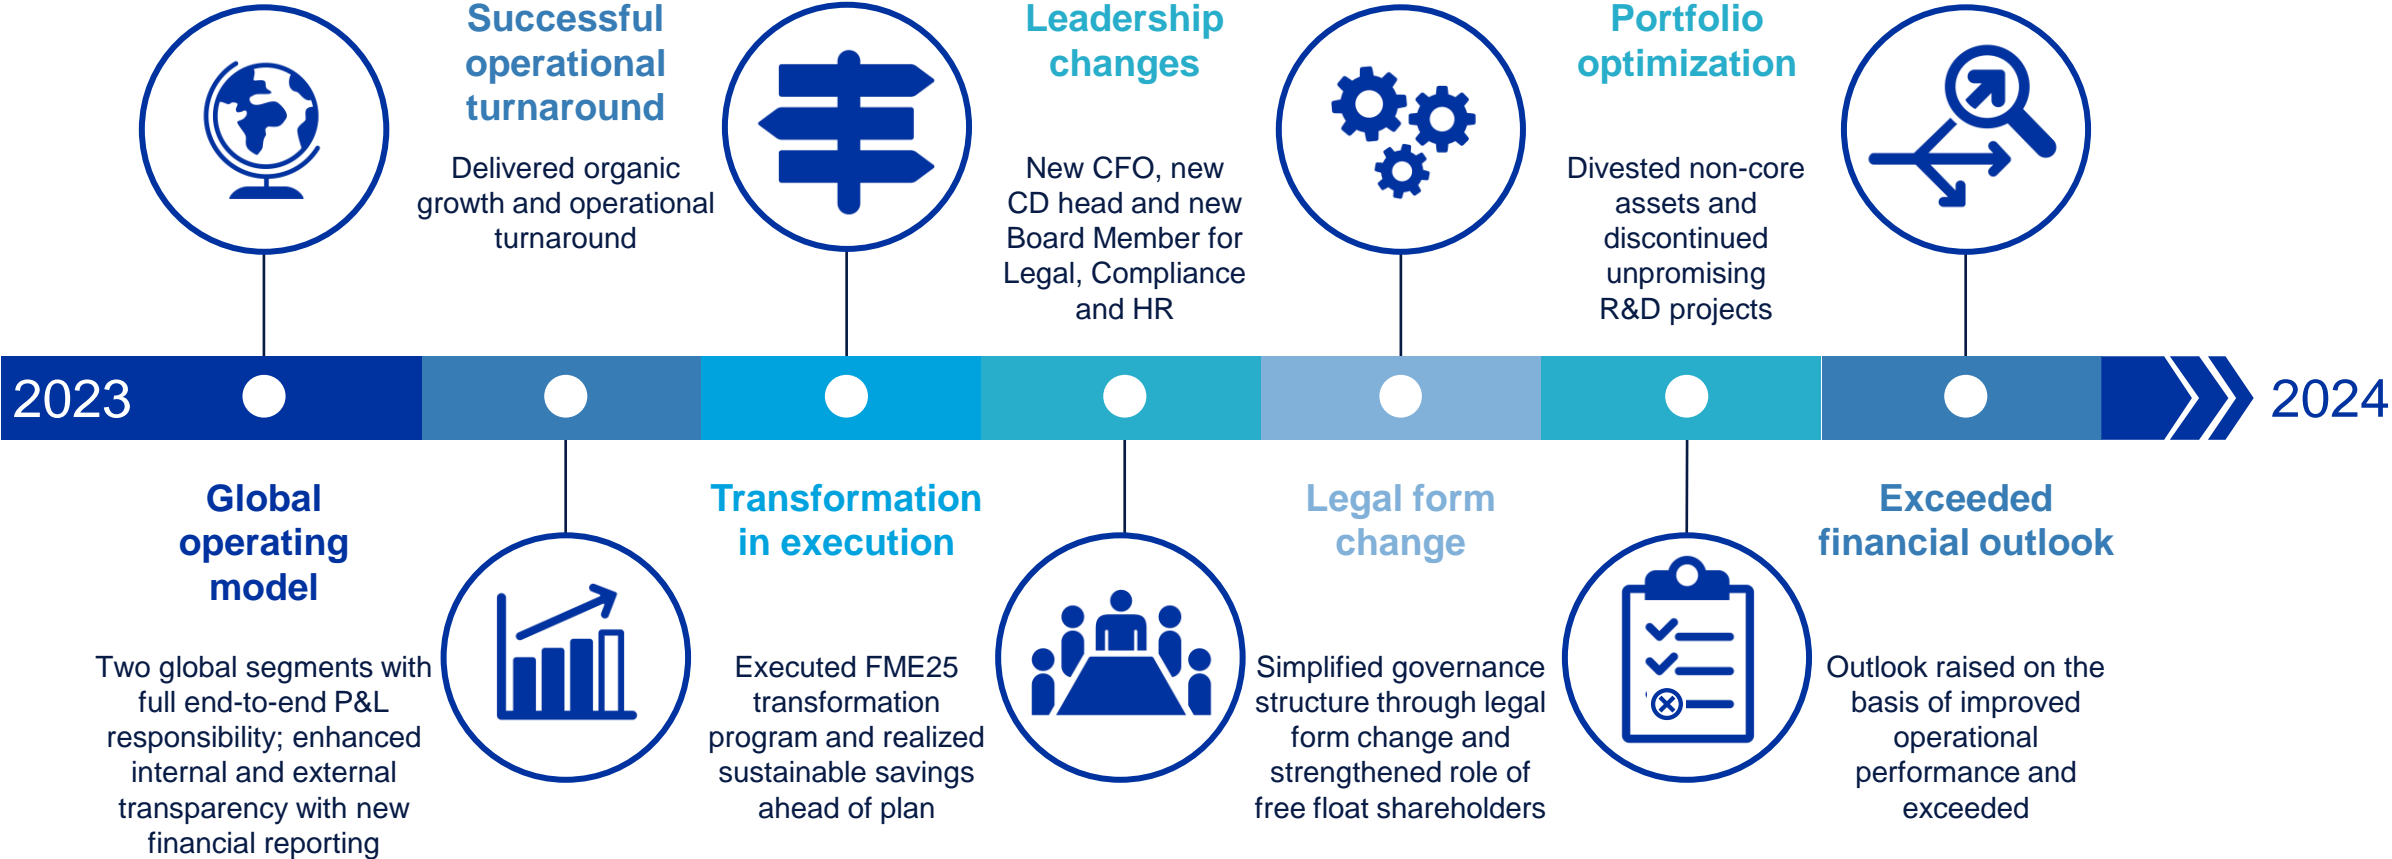 Successful
operational
turnaround
Delivered organic
growth and operational
turnaround
Leadership
changes
New CFO, new
CD head and new
Board Member for
Legal, Compliance
and HR
Portfolio
optimization
Divested non-core
assets and
discontinued
unpromising
R&D projects
2023
2024
Global
operating
model
Two global segments with
full end-to-end P&L
responsibility; enhanced
internal and external
transparency with new
financial reporting
Transformation
in execution
Executed FME25
transformation
program and realized
sustainable savings
ahead of plan
Legal form
change
Simplified governance
structure through legal
form change and
strengthened role of
free float shareholders
Exceeded
financial outlook
Outlook raised on the
basis of improved
operational
performance and
exceeded